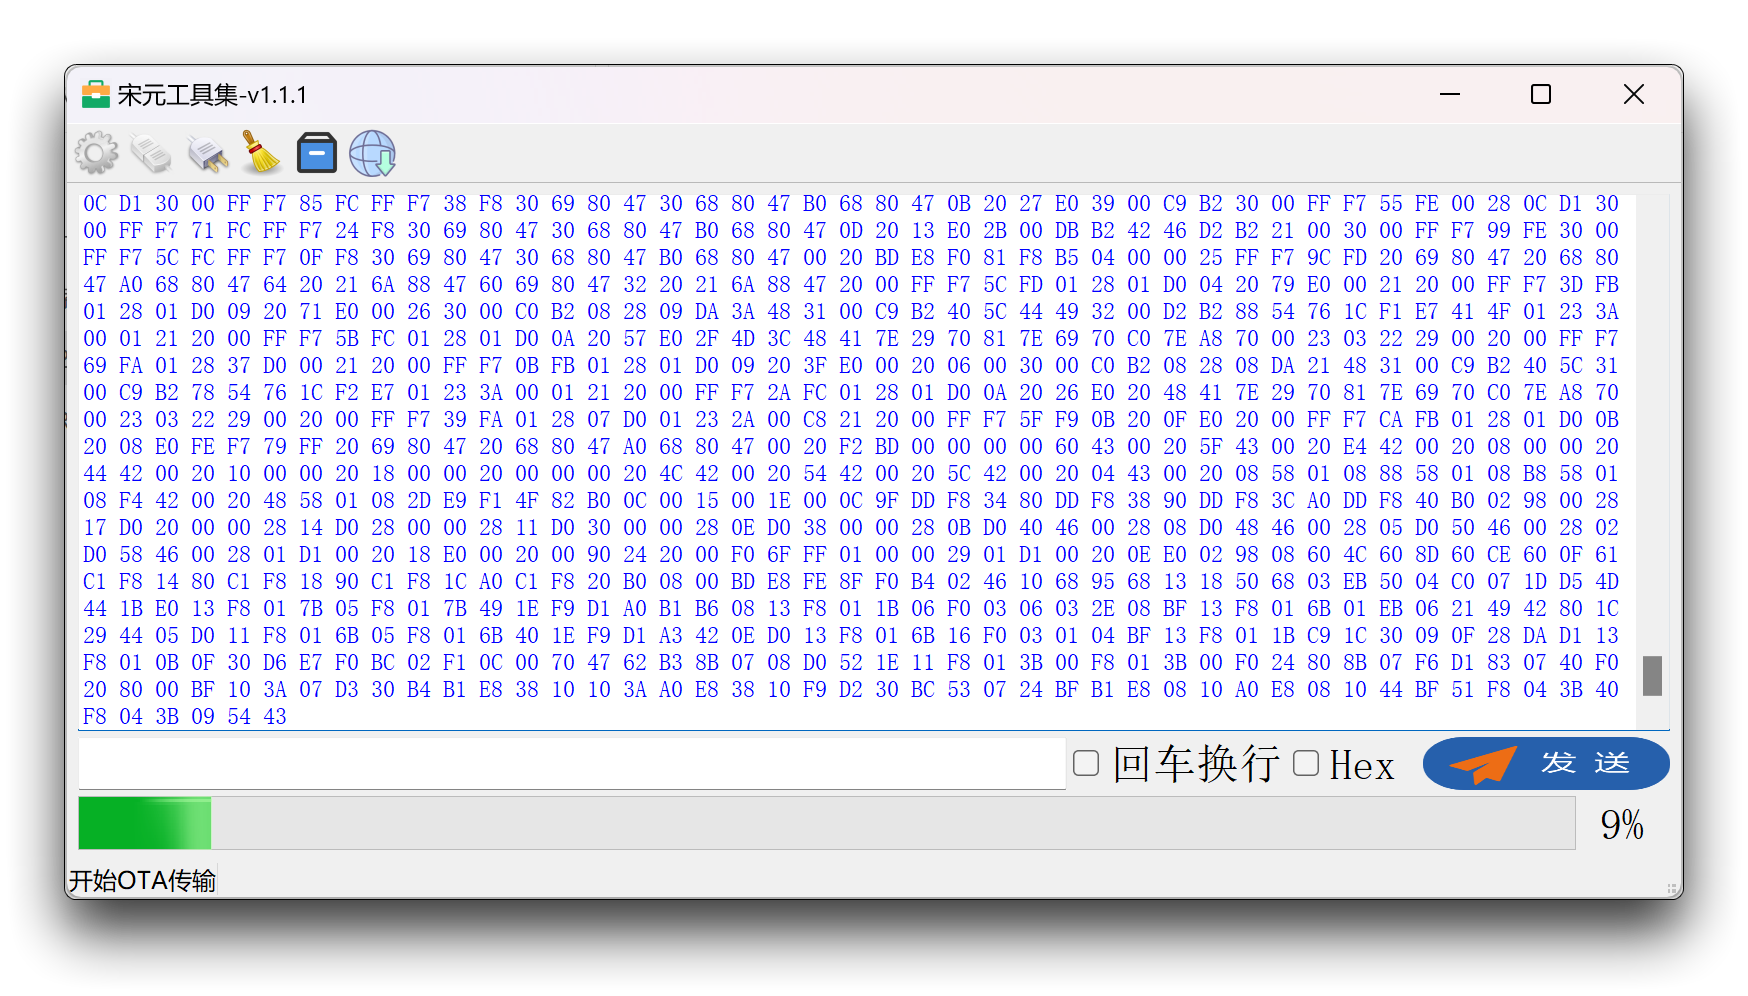 宋元工具集-v1.1.1
0C D1 30 00 FF F7 85 FC FF F7 38 F8 30 69 80 47 30 68 80 47 B0 68 80 47 0B 20 27 E0 39 00 C9 B2 30 00 FF F7 55 FE 00 28 0C D1 30
00 FF F7 71 FC FF F7 24 F8 30 69 80 47 30 68 80 47 B0 68 80 47 0D 20 13 E0 2B 00 DB B2 42 46 D2 B2 21 00 30 00 FF F7 99 FE 30 00
FF F7 5C FC FF F7 0F F8 30 69 80 47 30 68 80 47 B0 68 80 47 00 20 BD E8 F0 81 F8 B5 04 00 00 25 FF F7 9C FD 20 69 80 47 20 68 80
47 A0 68 80 47 64 20 21 6A 88 47 60 69 80 47 32 20 21 6A 88 47 20 00 FF F7 5C FD 01 28 01 D0 04 20 79 E0 00 21 20 00 FF F7 3D FB
01 28 01 D0 09 20 71 E0 00 26 30 00 C0 B2 08 28 09 DA 3A 48 31 00 C9 B2 40 5C 44 49 32 00 D2 B2 88 54 76 1C F1 E7 41 4F 01 23 3A
00 01 21 20 00 FF F7 5B FC 01 28 01 D0 0A 20 57 E0 2F 4D 3C 48 41 7E 29 70 81 7E 69 70 C0 7E A8 70 00 23 03 22 29 00 20 00 FF F7
69 FA 01 28 37 D0 00 21 20 00 FF F7 0B FB 01 28 01 D0 09 20 3F E0 00 20 06 00 30 00 C0 B2 08 28 08 DA 21 48 31 00 C9 B2 40 5C 31
00 C9 B2 78 54 76 1C F2 E7 01 23 3A 00 01 21 20 00 FF F7 2A FC 01 28 01 D0 0A 20 26 E0 20 48 41 7E 29 70 81 7E 69 70 C0 7E A8 70
00 23 03 22 29 00 20 00 FF F7 39 FA 01 28 07 D0 01 23 2A 00 C8 21 20 00 FF F7 5F F9 0B 20 0F E0 20 00 FF F7 CA FB 01 28 01 D0 0B
20 08 E0 FE F7 79 FF 20 69 80 47 20 68 80 47 A0 68 80 47 00 20 F2 BD 00 00 00 00 60 43 00 20 5F 43 00 20 E4 42 00 20 08 00 00 20
44 42 00 20 10 00 00 20 18 00 00 20 00 00 00 20 4C 42 00 20 54 42 00 20 5C 42 00 20 04 43 00 20 08 58 01 08 88 58 01 08 B8 58 01
08 F4 42 00 20 48 58 01 08 2D E9 F1 4F 82 B0 0C 00 15 00 1E 00 0C 9F DD F8 34 80 DD F8 38 90 DD F8 3C A0 DD F8 40 B0 02 98 00 28
17 D0 20 00 00 28 14 D0 28 00 00 28 11 D0 30 00 00 28 0E D0 38 00 00 28 0B D0 40 46 00 28 08 D0 48 46 00 28 05 D0 50 46 00 28 02
D0 58 46 00 28 01 D1 00 20 18 E0 00 20 00 90 24 20 00 F0 6F FF 01 00 00 29 01 D1 00 20 0E E0 02 98 08 60 4C 60 8D 60 CE 60 0F 61
C1 F8 14 80 C1 F8 18 90 C1 F8 1C A0 C1 F8 20 B0 08 00 BD E8 FE 8F F0 B4 02 46 10 68 95 68 13 18 50 68 03 EB 50 04 C0 07 1D D5 4D
44 1B E0 13 F8 01 7B 05 F8 01 7B 49 1E F9 D1 A0 B1 B6 08 13 F8 01 1B 06 F0 03 06 03 2E 08 BF 13 F8 01 6B 01 EB 06 21 49 42 80 1C
29 44 05 D0 11 F8 01 6B 05 F8 01 6B 40 1E F9 D1 A3 42 0E D0 13 F8 01 6B 16 F0 03 01 04 BF 13 F8 01 1B C9 1C 30 09 0F 28 DA D1 13
F8 01 0B 0F 30 D6 E7 F0 BC 02 F1 0C 00 70 47 62 B3 8B 07 08 D0 52 1E 11 F8 01 3B 00 F8 01 3B 00 F0 24 80 8B 07 F6 D1 83 07 40 F0
20 80 00 BF 10 3A 07 D3 30 B4 B1 E8 38 10 10 3A A0 E8 38 10 F9 D2 30 BC 53 07 24 BF B1 E8 08 10 A0 E8 08 10 44 BF 51 F8 04 3B 40
F8 04 3B 09 54 43
回车换行 Hex 发 送
9%
开始OTA传输